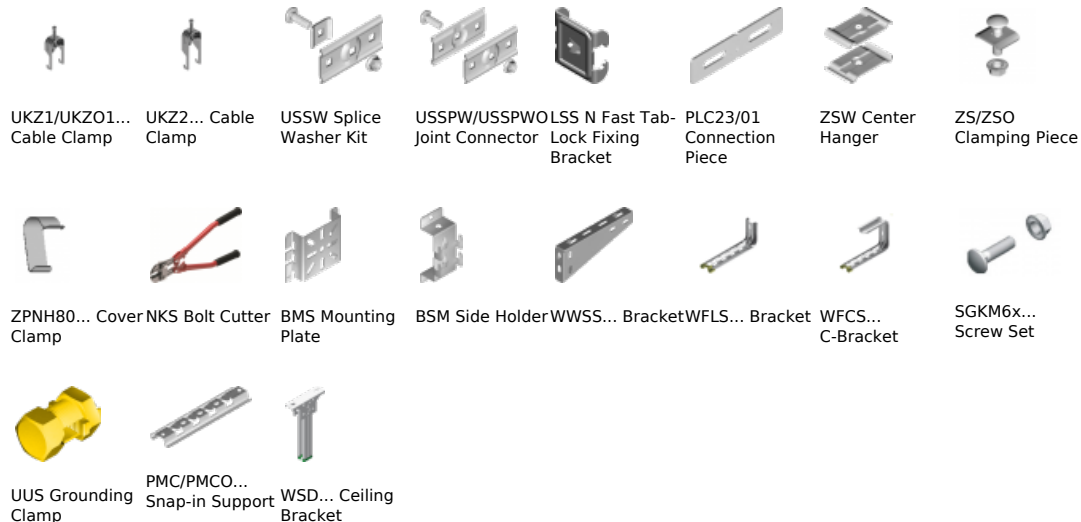 UKZ1/UKZO1...
Cable Clamp
UKZ2... Cable
Clamp
USSW Splice
Washer Kit
USSPW/USSPWO
Joint Connector
LSS N Fast Tab-
Lock Fixing
Bracket
PLC23/01
Connection
Piece
ZSW Center
Hanger
ZS/ZSO
Clamping Piece
ZPNH80... Cover
Clamp
NKS Bolt Cutter
BMS Mounting
Plate
BSM Side Holder
WWSS... Bracket
WFLS... Bracket
WFCS...
C-Bracket
SGKM6x...
Screw Set
UUS Grounding
Clamp
PMC/PMCO...
Snap-in Support
WSD... Ceiling
Bracket